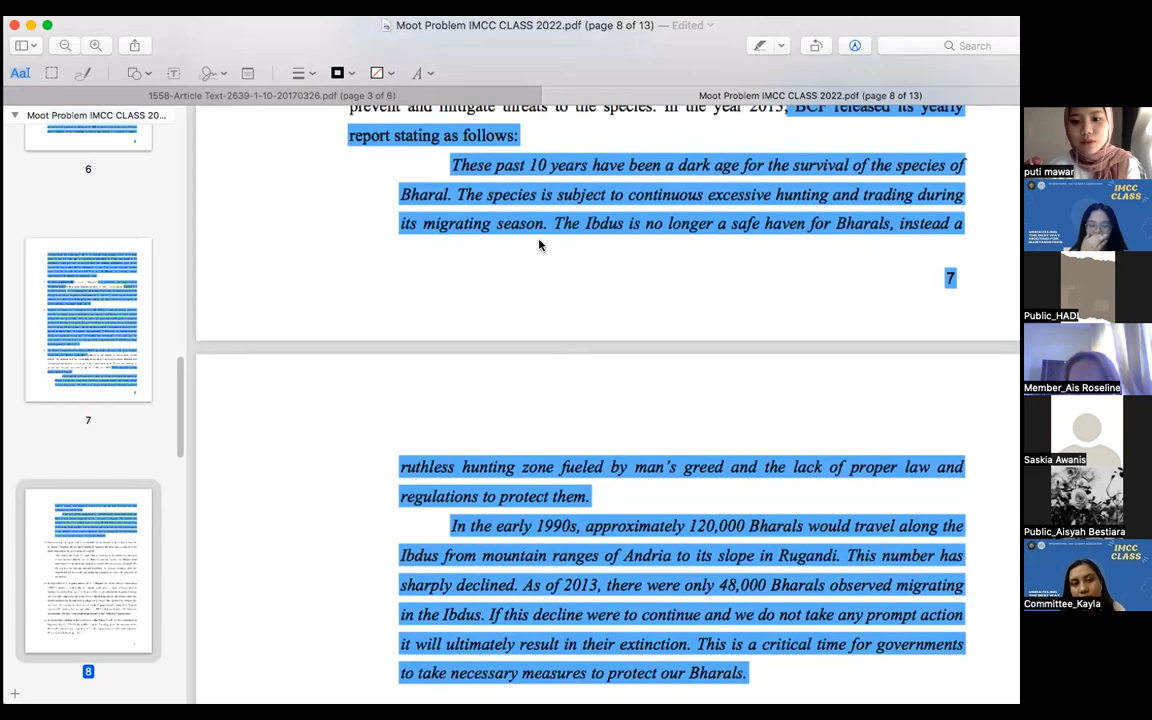 Moot Problem IMCC CLASS 2022.pdf (page 8 of 13) — Edited
Search
1558-Article Text-2639-1-10-20170326.pdf (page 3 of 6)
Moot Problem IMCC CLASS 2022.pdf (page 8 of 13)
Moot Problem IMCC CLASS 20...
6
7
8
prevent and mitigate threats to the species. In the year 2013, BCP released its yearly
report stating as follows:
These past 10 years have been a dark age for the survival of the species of
Bharal. The species is subject to continuous excessive hunting and trading during
its migrating season. The Ibdus is no longer a safe haven for Bharals, instead a
7
ruthless hunting zone fueled by man's greed and the lack of proper law and
regulations to protect them.
In the early 1990s, approximately 120,000 Bharals would travel along the
Ibdus from mountain ranges of Andria to its slope in Rugandi. This number has
sharply declined. As of 2013, there were only 48,000 Bharals observed migrating
in the Ibdus. If this decline were to continue and we do not take any prompt action
it will ultimately result in their extinction. This is a critical time for governments
to take necessary measures to protect our Bharals.
puti mawar
IMCC
CLASS
Public_HADI
Member_Ais Roseline
Saskia Awanis
Public_Aisyah Bestiara
IMCC
CLASS
Committee_Kayla